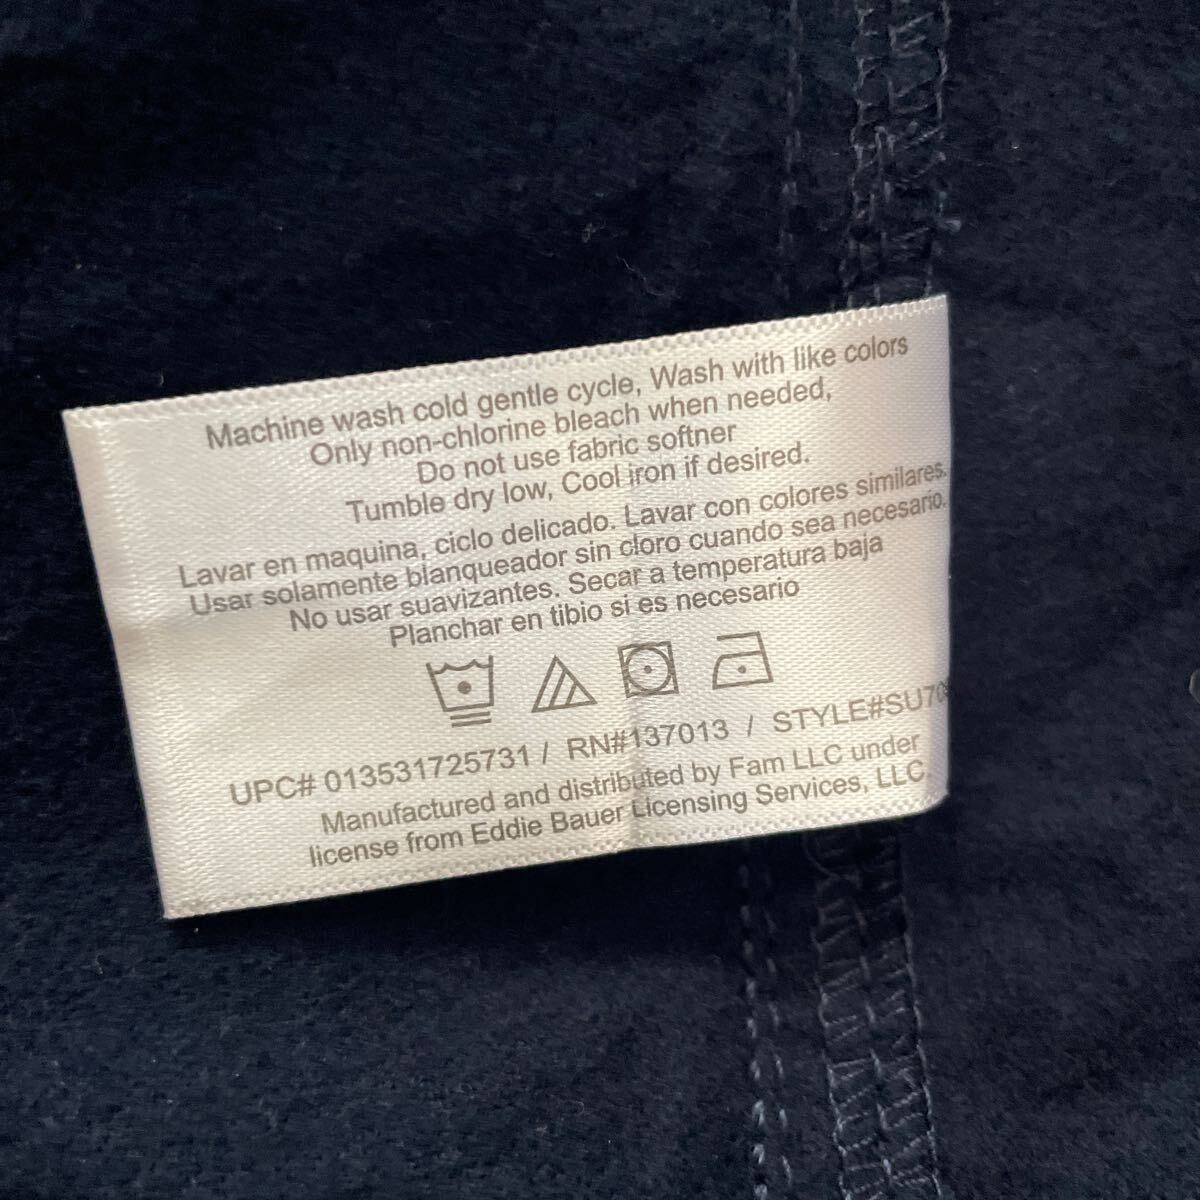 Machine wash cold gentle cycle, Wash with like colors
Only non-chlorine bleach when needed,
Do not use fabric softner
Tumble dry low, Cool iron if desired.
Lavar en maquina, ciclo delicado. Lavar con colores similares.
Usar solamente blanqueador sin cloro cuando sea necesario.
No usar suavizantes. Secar a temperatura baja
Planchar en tibio si es necesario
UPC# 013531725731 / RN#137013 /
Manufactured and distributed by Fam LLC under
license from Eddie Bauer Licensing Services, LLC.